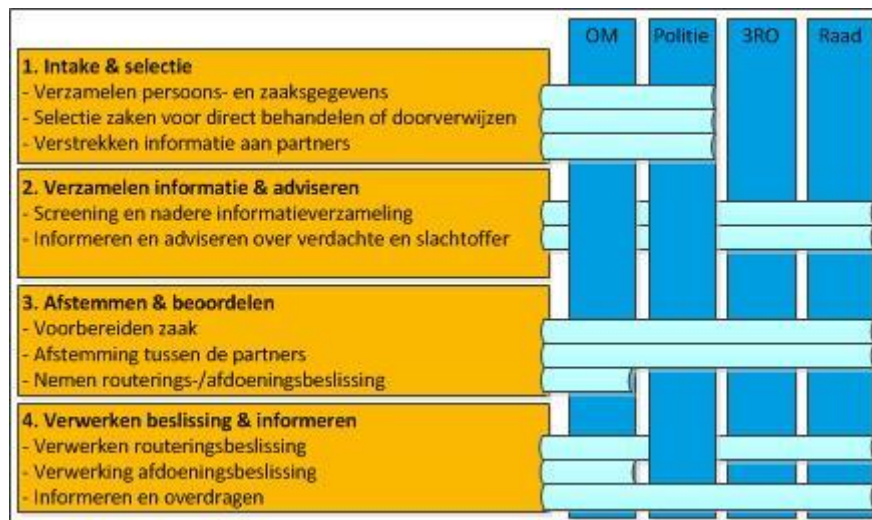 OM Politie 3RO Raad
1. Intake & selectie
- Verzamelen persoons- en zaaksgegevens
- Selectie zaken voor direct behandelen of doorverwijzen
- Verstrekken informatie aan partners
2. Verzamelen informatie & adviseren
- Screening en nadere informatieverzameling
- Informeren en adviseren over verdachte en slachtoffer
3. Afstemmen & beoordelen
- Voorbereiden zaak
- Afstemming tussen de partners
- Nemen routerings-/afdoeningsbeslissing
4. Verwerken beslissing & informeren
- Verwerken routeringsbeslissing
- Verwerking afdoeningsbeslissing
- Informeren en overdragen